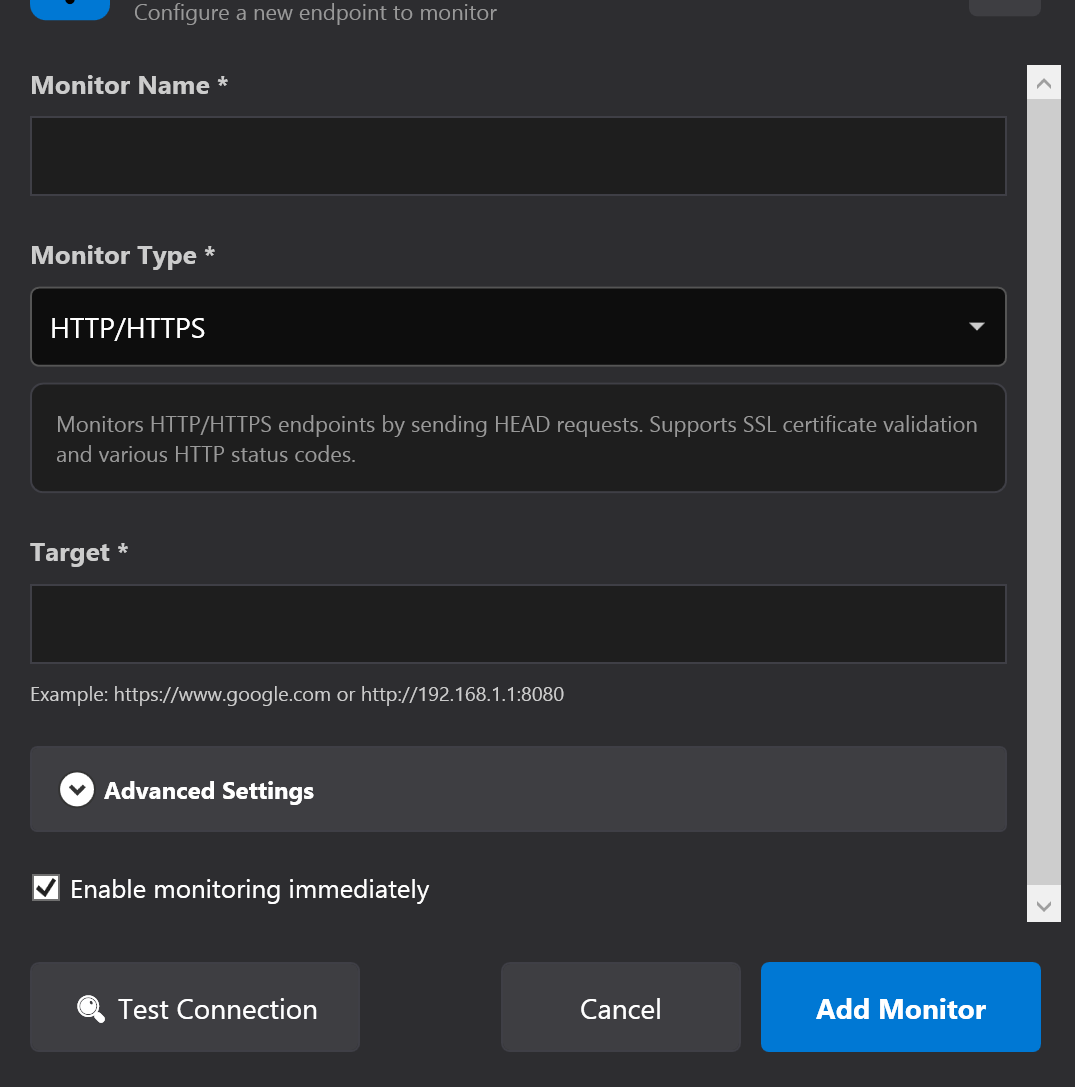 Configure a new endpoint to monitor
Monitor Name *
Monitor Type *
HTTP/HTTPS
Monitors HTTP/HTTPS endpoints by sending HEAD requests. Supports SSL certificate validation
and various HTTP status codes.
Target *
Example: https://www.google.com or http://192.168.1.1:8080
Advanced Settings
Enable monitoring immediately
Test Connection
Cancel
Add Monitor